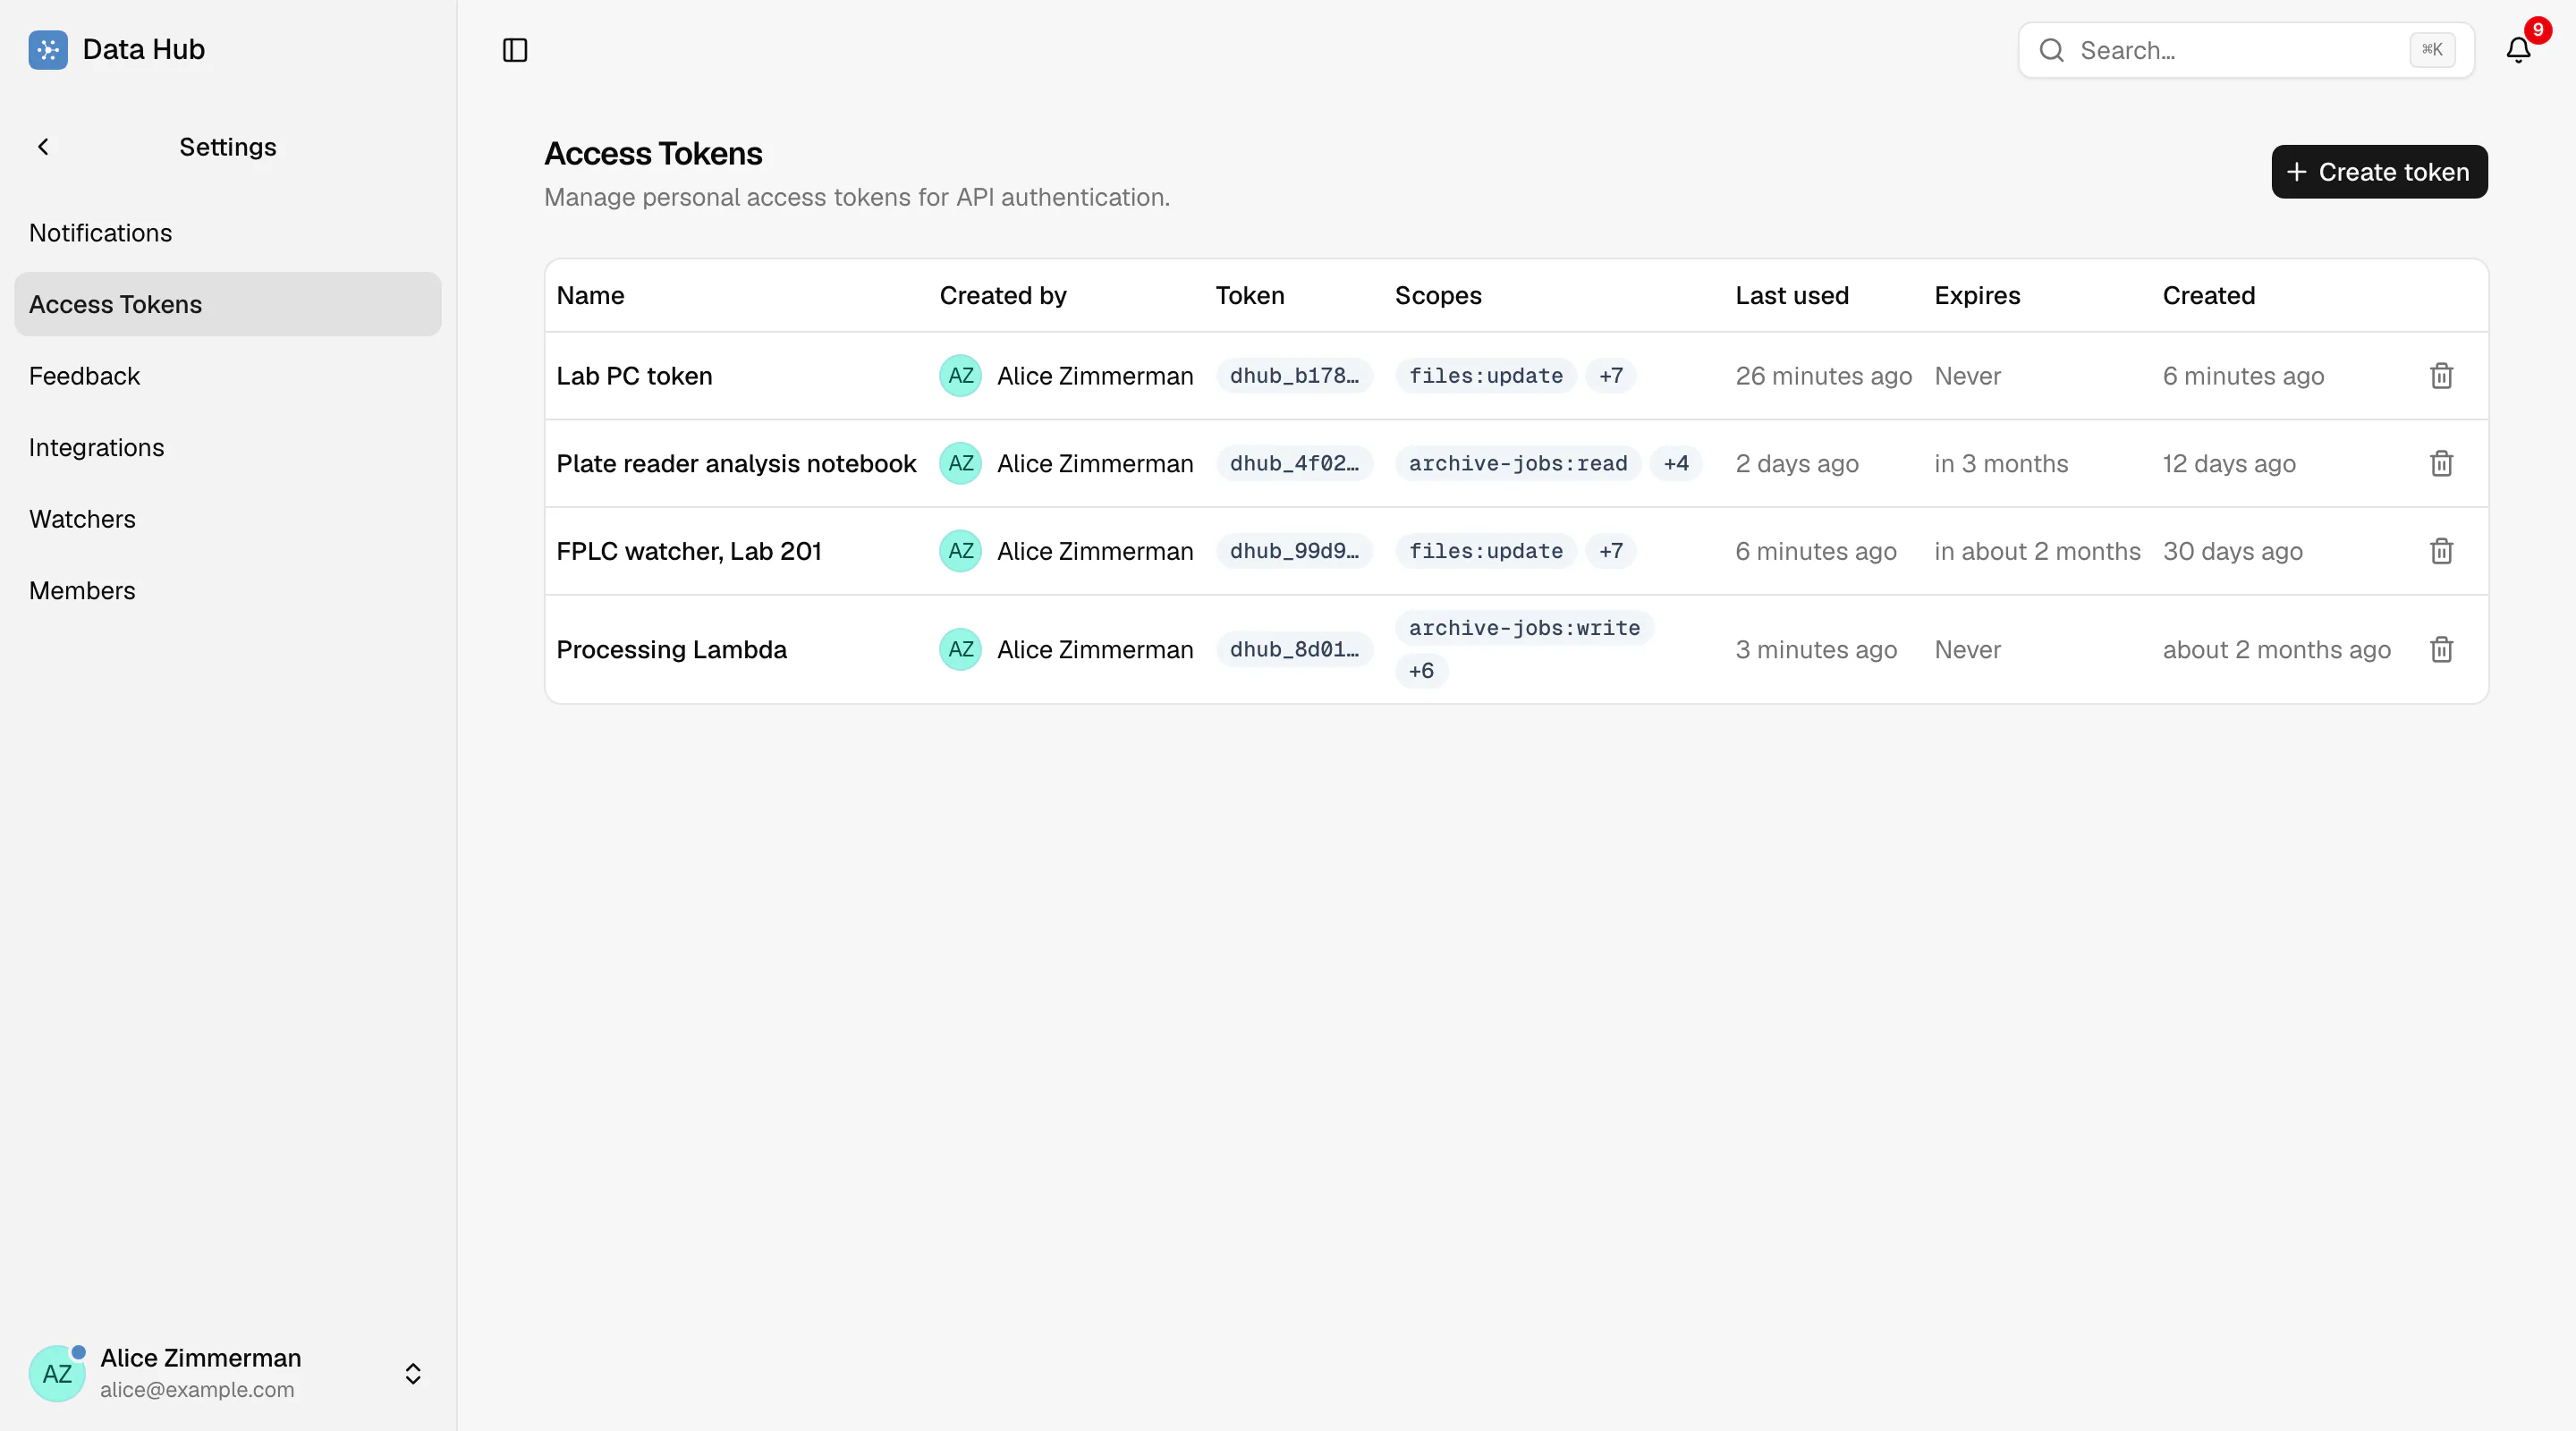 Data Hub
Search...
⌘K
9
Settings
Notifications
Access Tokens
Feedback
Integrations
Watchers
Members
Access Tokens
Manage personal access tokens for API authentication.
+ Create token
Name Created by Token Scopes Last used Expires Created
Lab PC token AZ Alice Zimmerman dhub_b178… files:update +7 26 minutes ago Never 6 minutes ago
Plate reader analysis notebook AZ Alice Zimmerman dhub_4f02… archive-jobs:read +4 2 days ago in 3 months 12 days ago
FPLC watcher, Lab 201 AZ Alice Zimmerman dhub_99d9… files:update +7 6 minutes ago in about 2 months 30 days ago
Processing Lambda AZ Alice Zimmerman dhub_8d01… archive-jobs:write +6 3 minutes ago Never about 2 months ago
AZ
Alice Zimmerman
alice@example.com